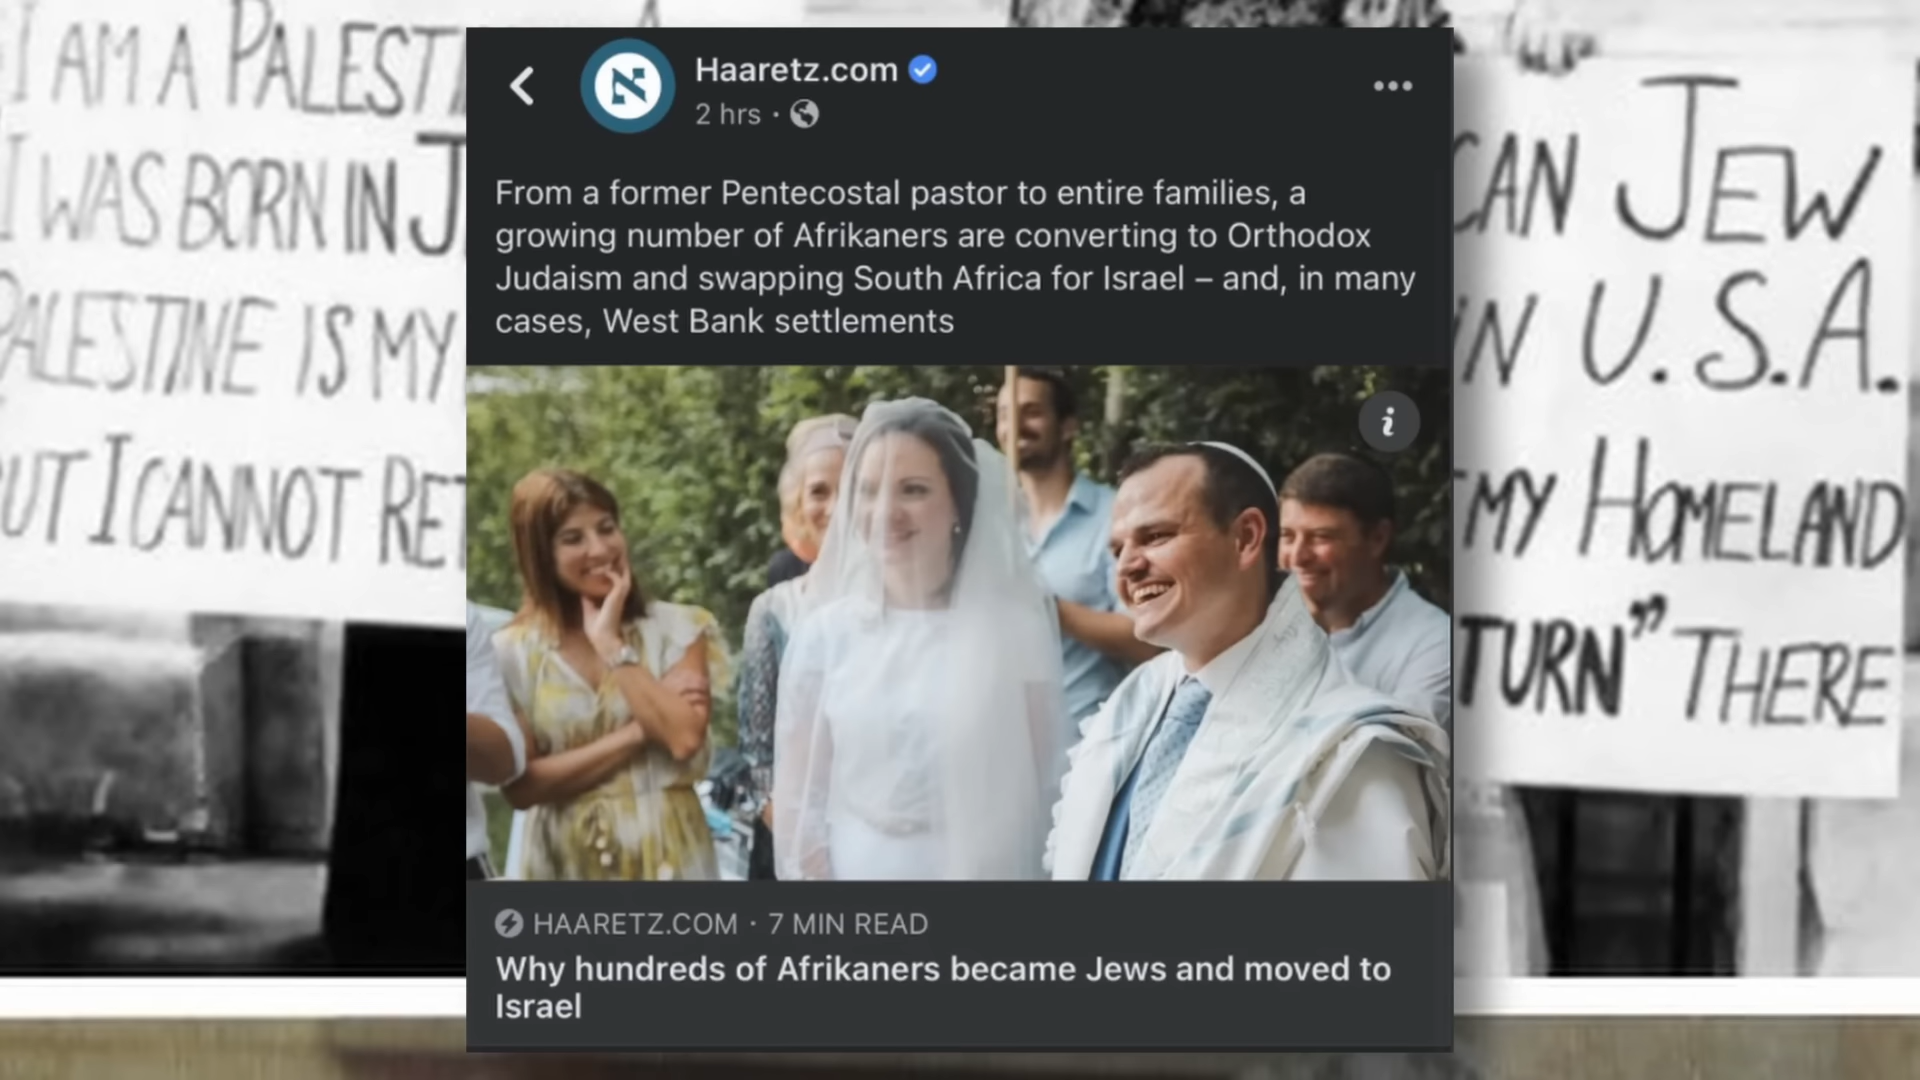 I AM A PALEST
I WAS BORN IN J
PALESTINE IS MY
UT I CANNOT RET
Haaretz.com
2 hrs ·
From a former Pentecostal pastor to entire families, a
growing number of Afrikaners are converting to Orthodox
Judaism and swapping South Africa for Israel – and, in many
cases, West Bank settlements
i
HAARETZ.COM · 7 MIN READ
Why hundreds of Afrikaners became Jews and moved to
Israel
CAN JEW
IN U.S.A.
MY HOMELAND
TURN” THERE